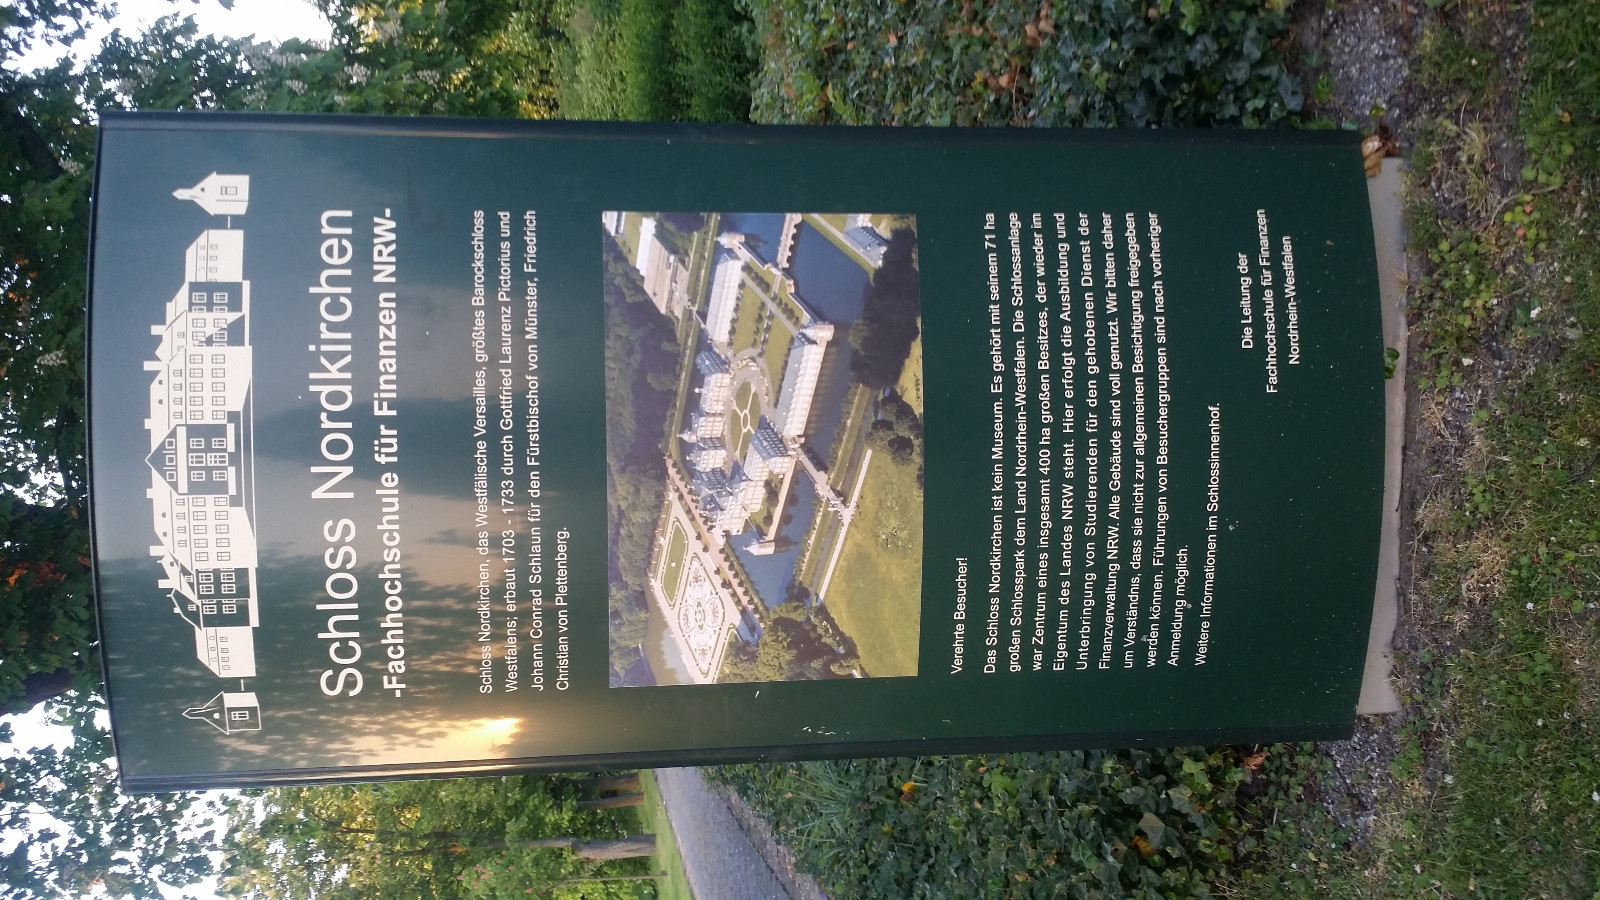 Schloss Nordkirchen
-Fachhochschule für Finanzen NRW-
Schloss Nordkirchen, das Westfälische Versailles, größtes Barockschloss
Westfalens; erbaut 1703 - 1733 durch Gottfried Laurenz Pictorius und
Johann Conrad Schlaun für den Fürstbischof von Münster, Friedrich
Christian von Plettenberg.
Verehrte Besucher!
Das Schloss Nordkirchen ist kein Museum. Es gehört mit seinem 71 ha
großen Schlosspark dem Land Nordrhein-Westfalen. Die Schlossanlage
war Zentrum eines insgesamt 400 ha großen Besitzes, der wieder im
Eigentum des Landes NRW steht. Hier erfolgt die Ausbildung und
Unterbringung von Studierenden für den gehobenen Dienst der
Finanzverwaltung NRW. Alle Gebäude sind voll genutzt. Wir bitten daher
um Verständnis, dass sie nicht zur allgemeinen Besichtigung freigegeben
werden können. Führungen von Besuchergruppen sind nach vorheriger
Anmeldung möglich.
Weitere Informationen im Schlossinnenhof.
Die Leitung der
Fachhochschule für Finanzen
Nordrhein-Westfalen